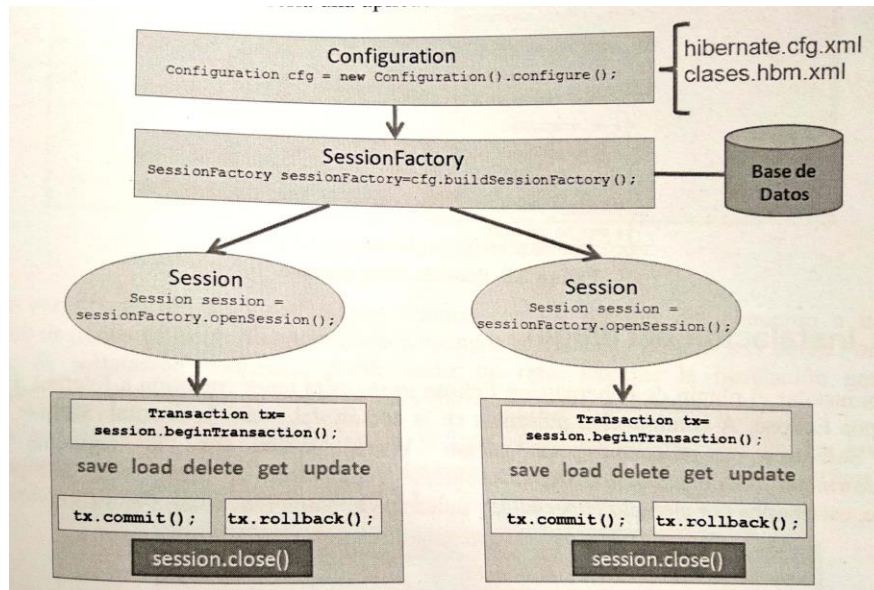 Configuration
Configuration cfg = new Configuration().configure();
hibernate.cfg.xml
clases.hbm.xml
SessionFactory
SessionFactory sessionFactory=cfg.buildSessionFactory();
Base de
Datos
Session
Session session =
sessionFactory.openSession();
Session
Session session =
sessionFactory.openSession();
Transaction tx=
session.beginTransaction();
save load delete get update
tx.commit();
tx.rollback();
session.close()
Transaction tx=
session.beginTransaction();
save load delete get update
tx.commit();
tx.rollback();
session.close()